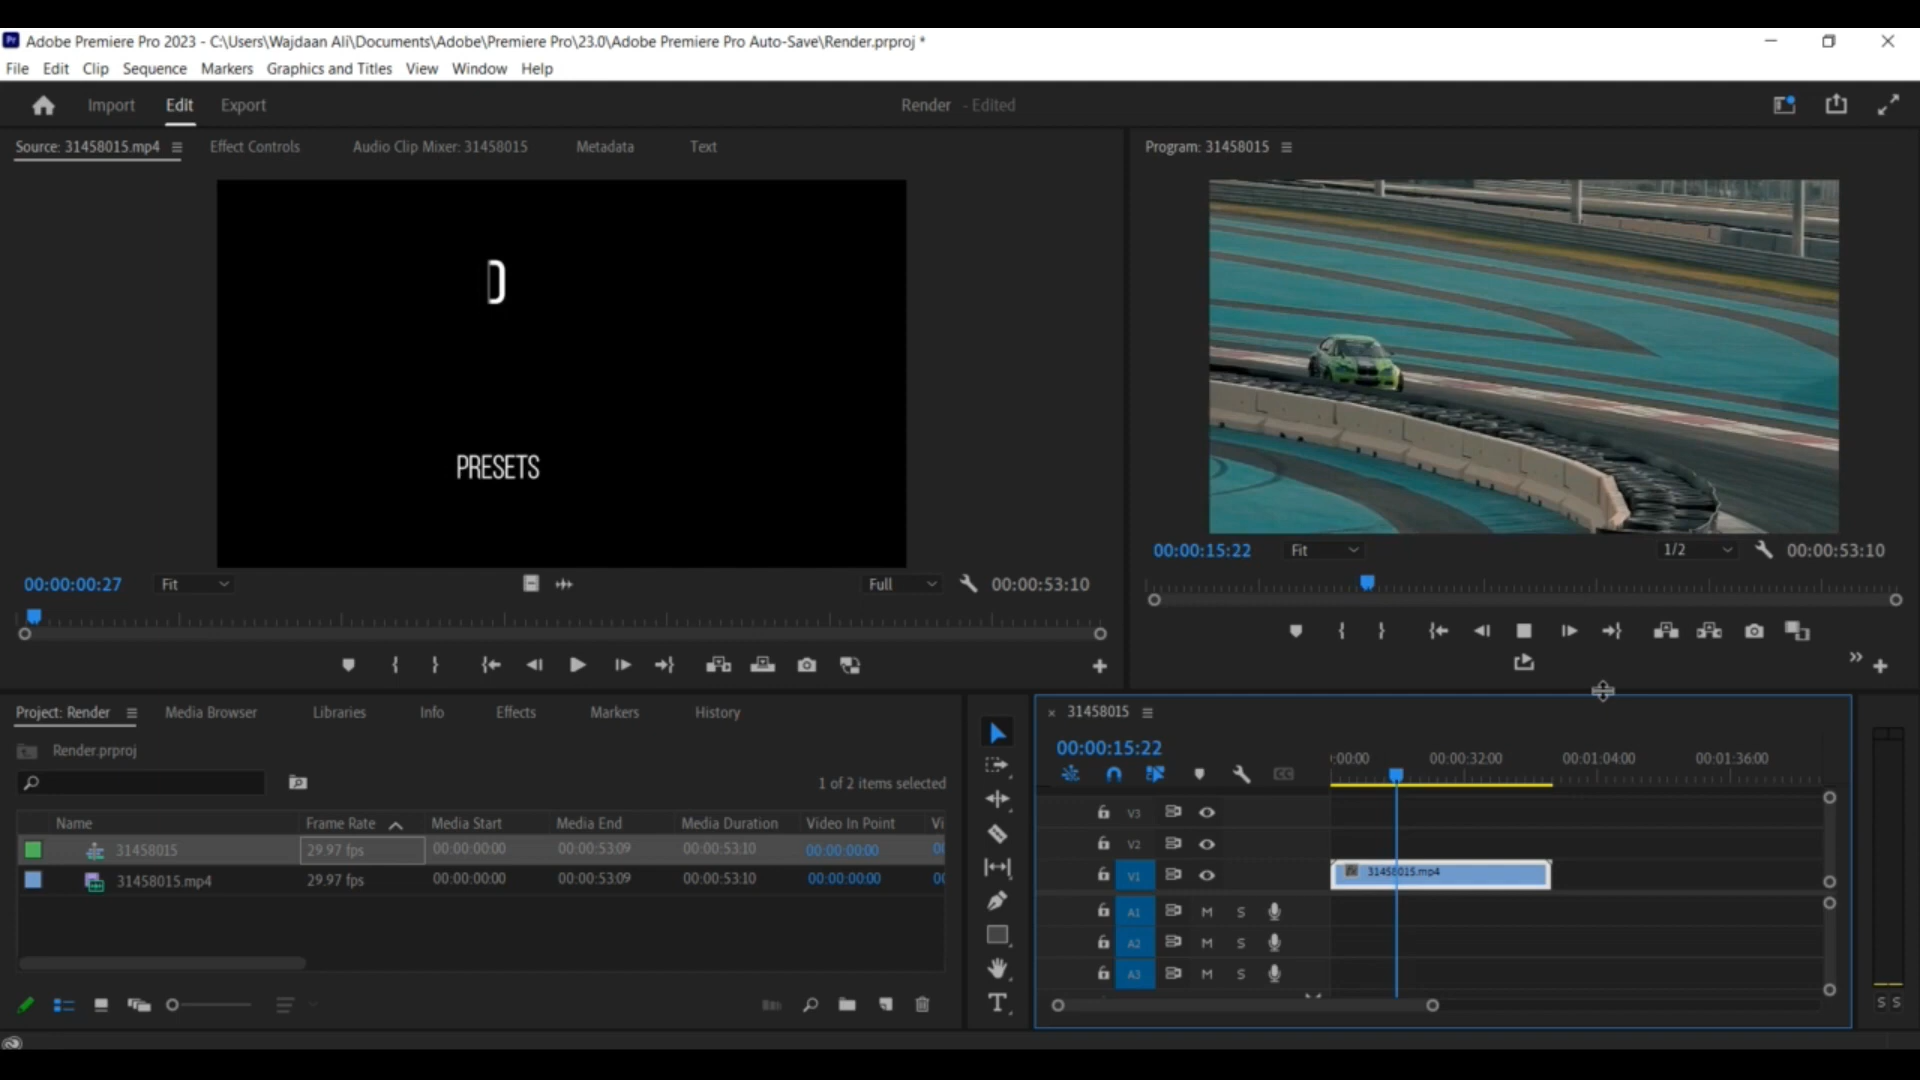 Pr Adobe Premiere Pro 2023 - C:\Users\Wajdaan Ali\Documents\Adobe\Premiere Pro\23.0\Adobe Premiere Pro Auto-Save\Render.prproj *
File Edit Clip Sequence Markers Graphics and Titles View Window Help
Import Edit Export Render - Edited
Source: 31458015.mp4 Effect Controls Audio Clip Mixer: 31458015 Metadata Text
Program: 31458015
D
PRESETS
00:00:00:27 Fit Full 00:00:53:10
00:00:15:22 Fit 1/2 00:00:53:10
Project: Render Media Browser Libraries Info Effects Markers History
Render.prproj
1 of 2 items selected
Name Frame Rate Media Start Media End Media Duration Video In Point Vi
31458015 29.97 fps 00:00:00:00 00:00:53:09 00:00:53:10 00:00:00:00 00
31458015.mp4 29.97 fps 00:00:00:00 00:00:53:09 00:00:53:10 00:00:00:00 00
× 31458015
00:00:15:22
:00:00 00:00:32:00 00:01:04:00 00:01:36:00
V3
V2
V1 fx 31458015.mp4
A1 M S
A2 M S
A3 M S
T
S S